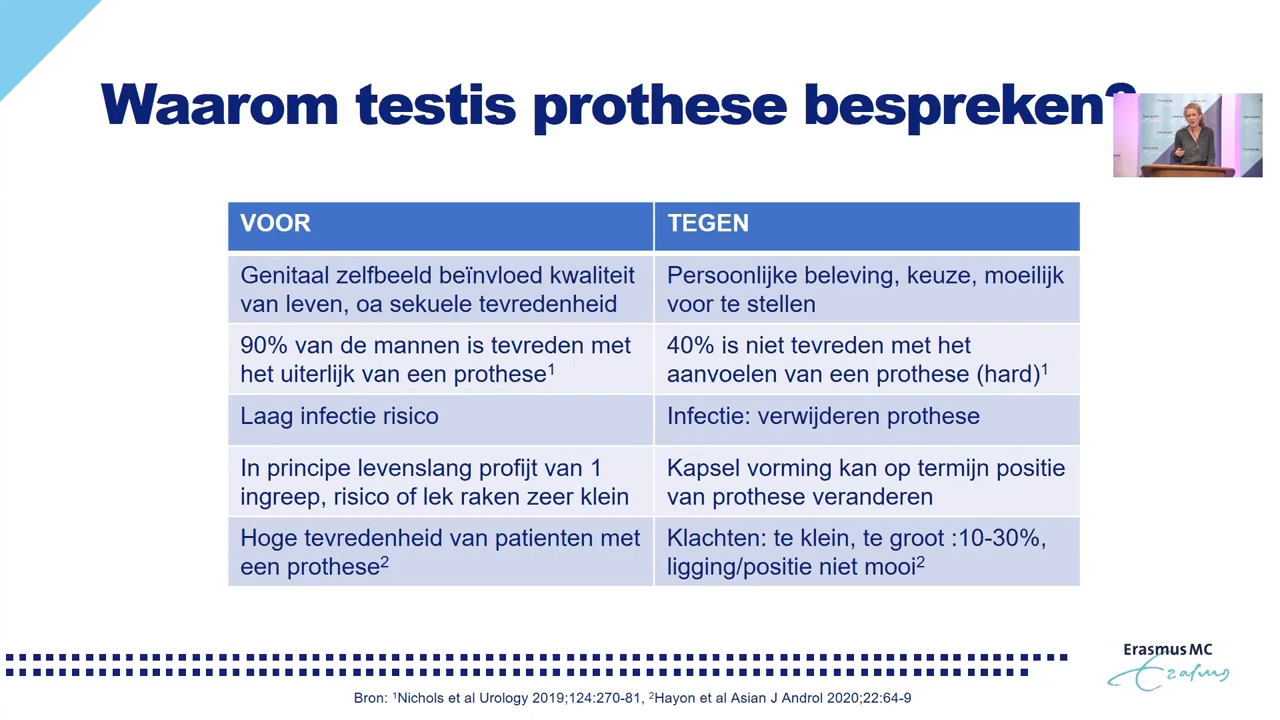 Waarom testis prothese bespreken?
VOOR
TEGEN
Genitaal zelfbeeld beïnvloed kwaliteit
van leven, oa sekuele tevredenheid
Persoonlijke beleving, keuze, moeilijk
voor te stellen
90% van de mannen is tevreden met
het uiterlijk van een prothese¹
40% is niet tevreden met het
aanvoelen van een prothese (hard)¹
Laag infectie risico
Infectie: verwijderen prothese
In principe levenslang profijt van 1
ingreep, risico of lek raken zeer klein
Kapsel vorming kan op termijn positie
van prothese veranderen
Hoge tevredenheid van patienten met
een prothese²
Klachten: te klein, te groot :10-30%,
ligging/positie niet mooi²
Erasmus MC
Erasmus
Bron: ¹Nichols et al Urology 2019;124:270-81, ²Hayon et al Asian J Androl 2020;22:64-9